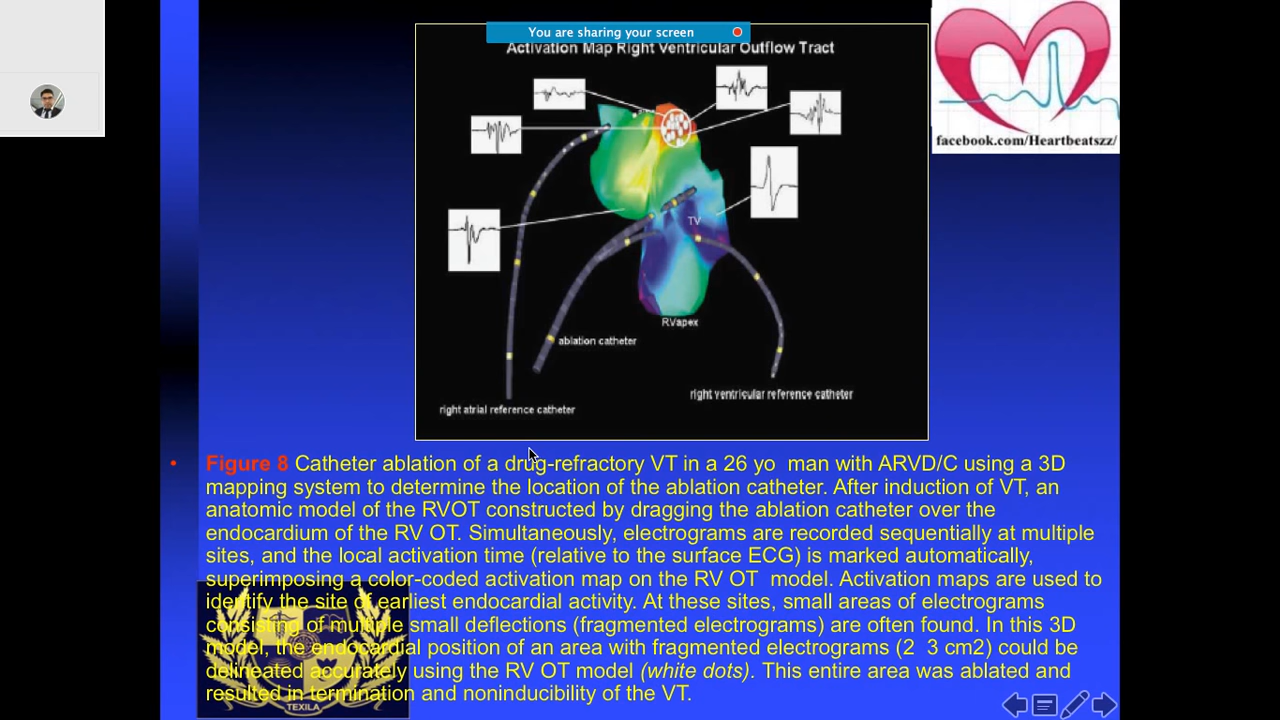 You are sharing your screen
Activation Map Right Ventricular Outflow Tract
facebook.com/Heartbeatszz/
TV
RVapex
ablation catheter
right ventricular reference catheter
right atrial reference catheter
• Figure 8 Catheter ablation of a drug-refractory VT in a 26 yo man with ARVD/C using a 3D
mapping system to determine the location of the ablation catheter. After induction of VT, an
anatomic model of the RVOT constructed by dragging the ablation catheter over the
endocardium of the RV OT. Simultaneously, electrograms are recorded sequentially at multiple
sites, and the local activation time (relative to the surface ECG) is marked automatically,
superimposing a color-coded activation map on the RV OT model. Activation maps are used to
identify the site of earliest endocardial activity. At these sites, small areas of electrograms
consisting of multiple small deflections (fragmented electrograms) are often found. In this 3D
model, the endocardial position of an area with fragmented electrograms (2 3 cm2) could be
delineated accurately using the RV OT model (white dots). This entire area was ablated and
resulted in termination and noninducibility of the VT.
TEXILA